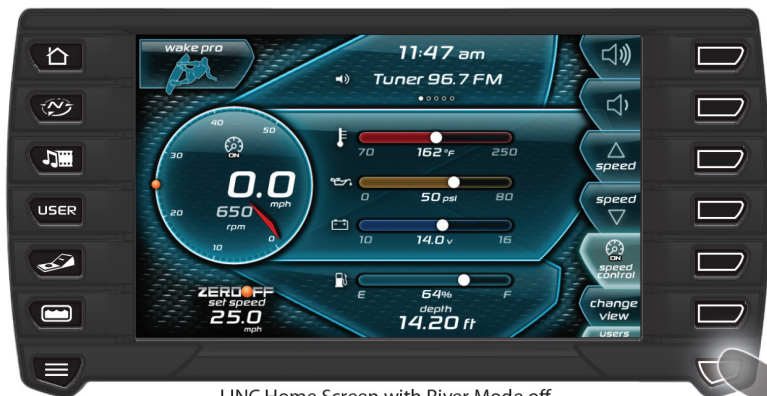 wake pro
11:47 am
Tuner 96.7 FM
USER
40
50
30
20
10
0
ON
0.0
mph
650
rpm
70
162 °F
250
0
50 psi
80
10
14.0 v
16
E
64%
F
depth
14.20 ft
ZEROOFF
set speed
25.0
mph
speed
speed
ON
speed
control
change
view
users
LINC Home Screen with River Mode off